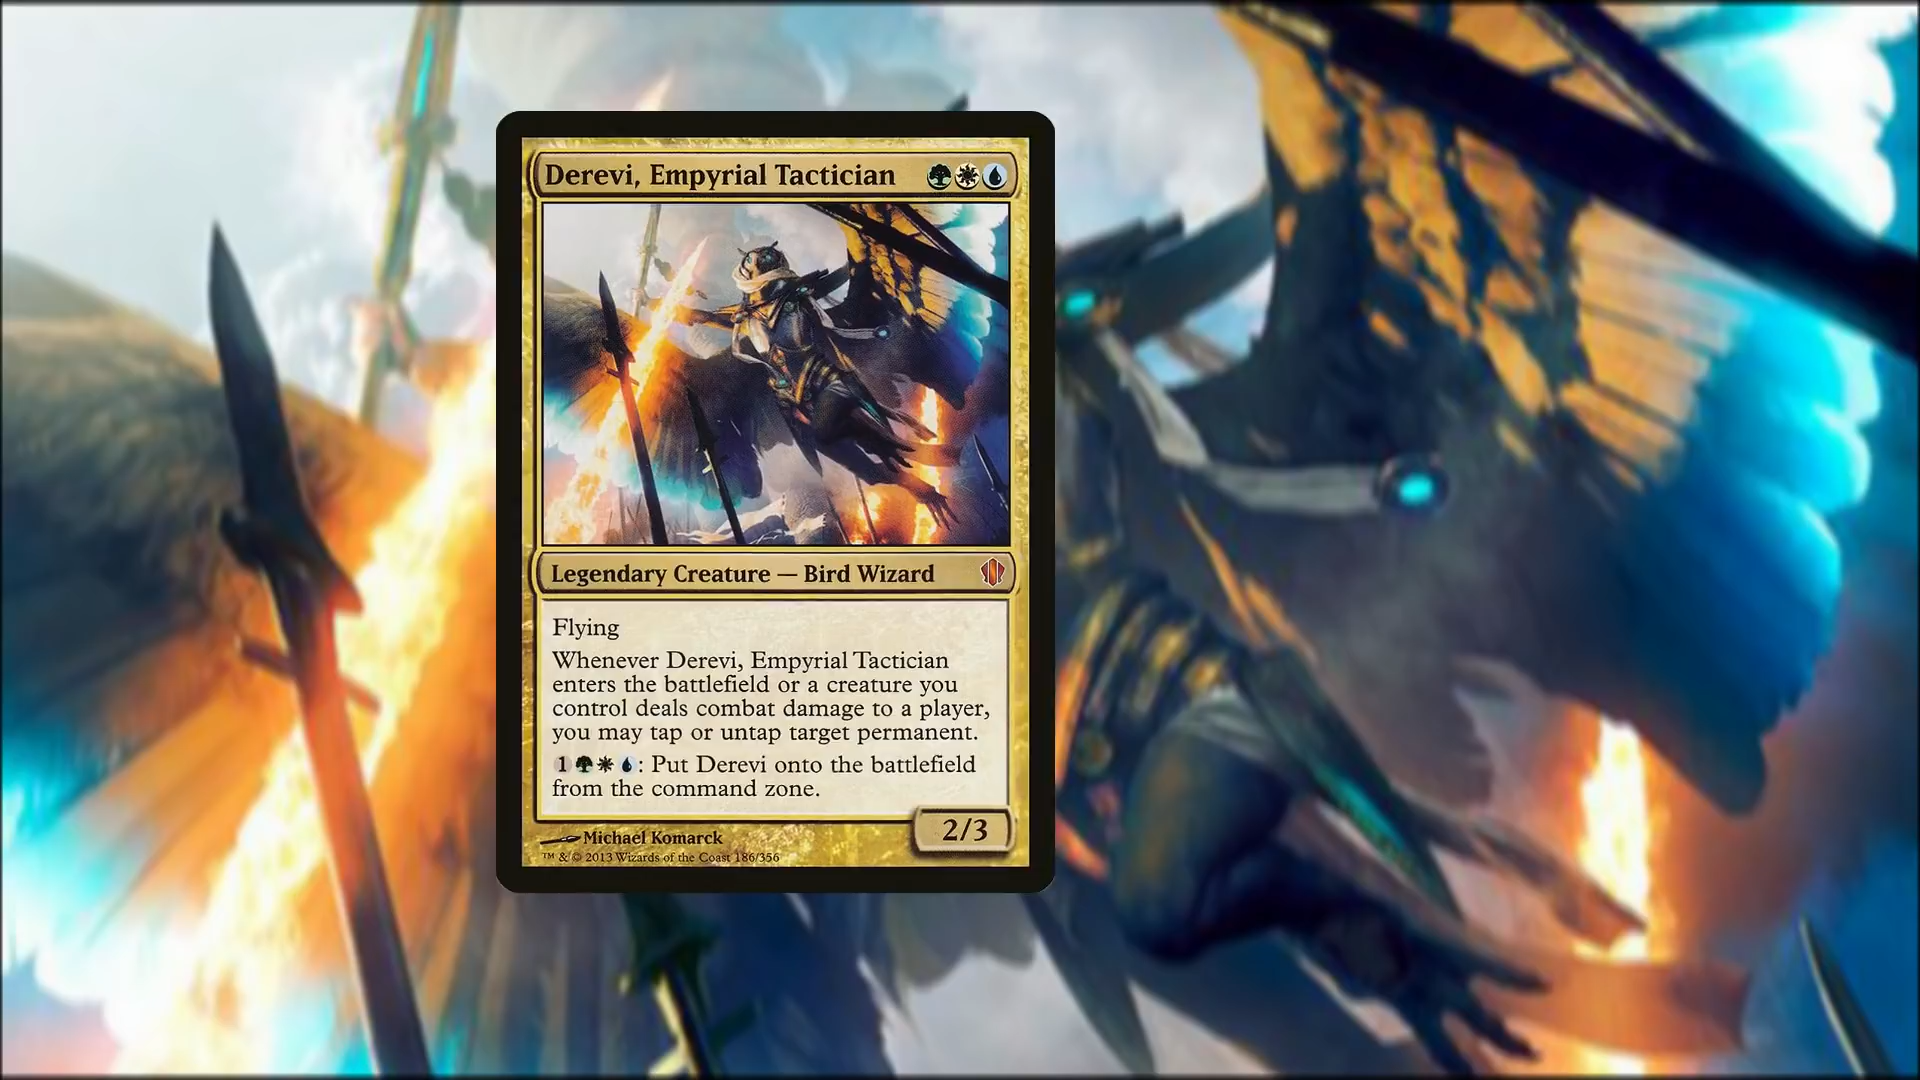 Derevi, Empyrial Tactician
Legendary Creature — Bird Wizard
Flying
Whenever Derevi, Empyrial Tactician
enters the battlefield or a creature you
control deals combat damage to a player,
you may tap or untap target permanent.
1: Put Derevi onto the battlefield
from the command zone.
2/3
Michael Komarck
™ & © 2013 Wizards of the Coast 186/356